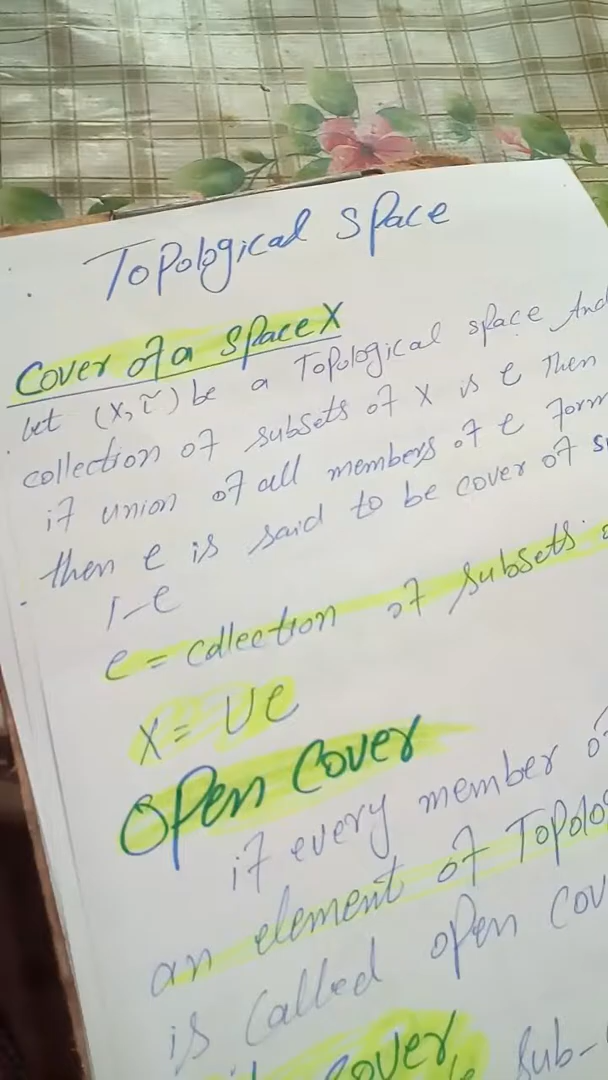 Topological Space
Cover of a Space X
Let (X, τ) be a Topological space And
collection of subsets of X is e Then
if union of all members of e form
then e is said to be cover of s
I-e
e = collection of subsets
X = Ue
Open Cover
if every member o
an element of Topolo
is called open cov
cover, Sub-